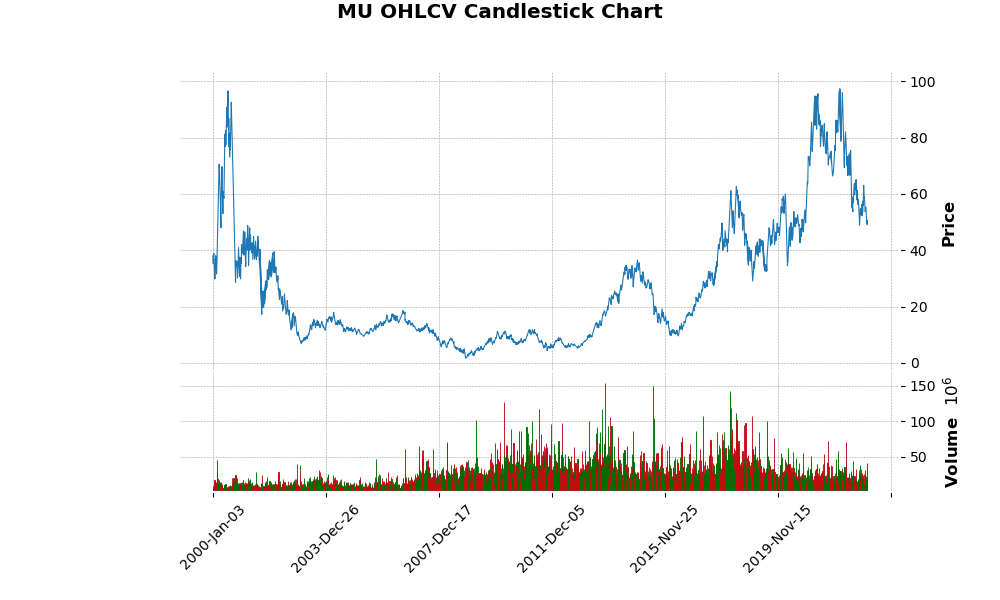 MU OHLCV Candlestick Chart
100
80
60
40
20
0
Price
150
100
50
Volume 10^6
2000-Jan-03
2003-Dec-26
2007-Dec-17
2011-Dec-05
2015-Nov-25
2019-Nov-15